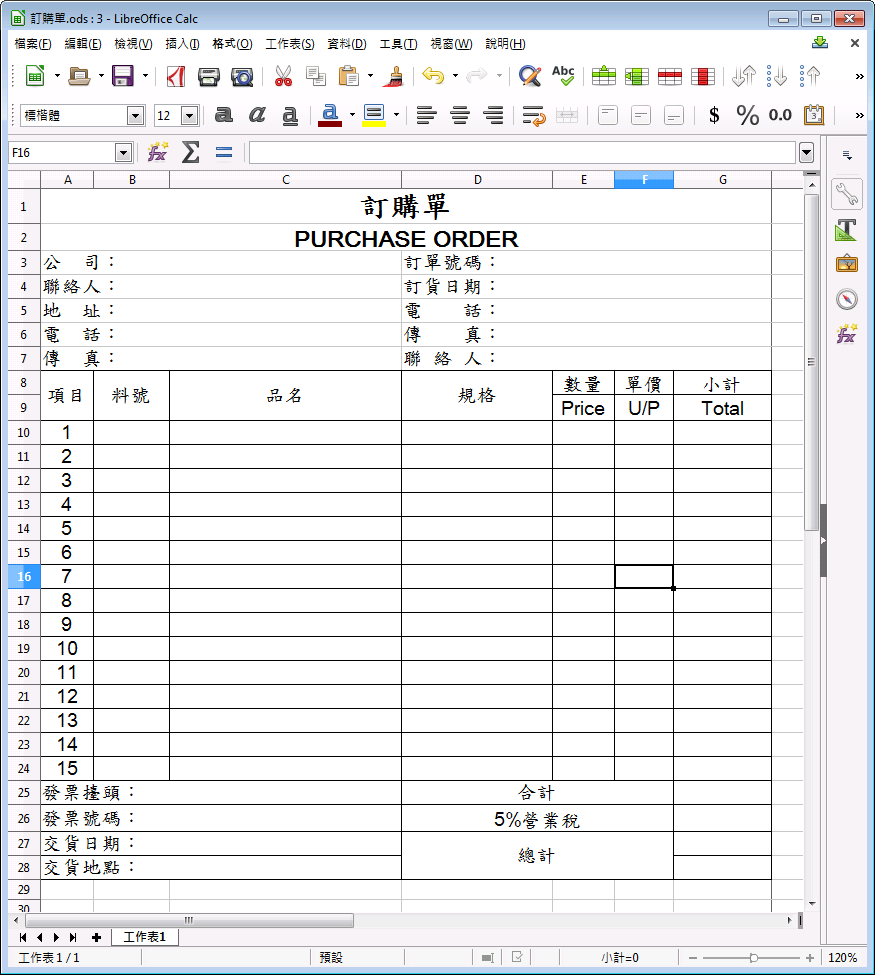 訂購單.ods : 3 - LibreOffice Calc
檔案(F) 編輯(E) 檢視(V) 插入(I) 格式(O) 工作表(S) 資料(D) 工具(T) 視窗(W) 說明(H)
Abc
標楷體 12 a a a a $ % 0.0
F16
A B C D E F G
1 訂購單
2 PURCHASE ORDER
3 公 司： 訂單號碼：
4 聯絡人： 訂貨日期：
5 地 址： 電 話：
6 電 話： 傳 真：
7 傳 真： 聯 絡 人：
8 項目 料號 品名 規格 數量 單價 小計
9 Price U/P Total
10 1
11 2
12 3
13 4
14 5
15 6
16 7
17 8
18 9
19 10
20 11
21 12
22 13
23 14
24 15
25 發票擡頭： 合計
26 發票號碼： 5%營業稅
27 交貨日期： 總計
28 交貨地點：
29
30
工作表1
工作表 1 / 1 預設 小計=0 120%